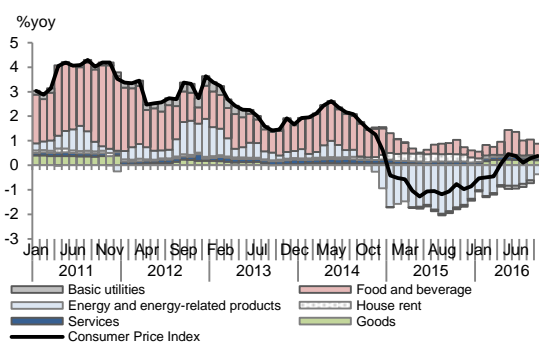 %yoy
5
4
3
2
1
0
-1
-2
-3
Jan Jun Nov Apr Sep Feb Jul Dec May Oct Mar Aug Jan Jun
2011 2012 2013 2014 2015 2016
Basic utilities Food and beverage
Energy and energy-related products House rent
Services Goods
Consumer Price Index